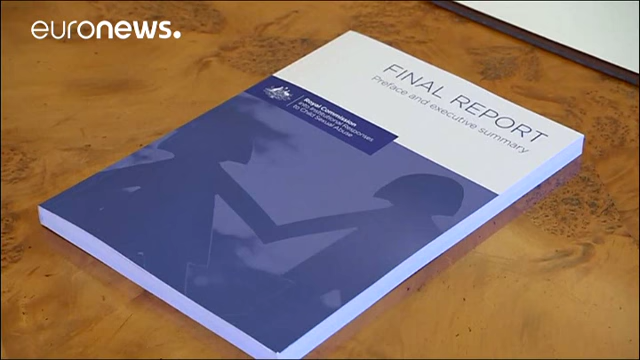 euronews.
FINAL REPORT
Preface and executive summary
Royal Commission
into Institutional Responses
to Child Sexual Abuse